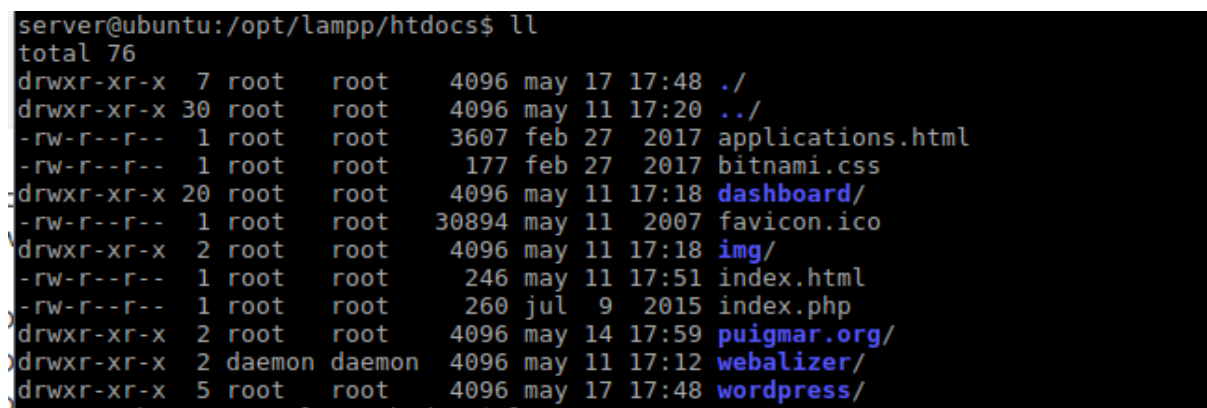 server@ubuntu:/opt/lampp/htdocs$ ll
total 76
drwxr-xr-x  7 root   root    4096 may 17 17:48 ./
drwxr-xr-x 30 root   root    4096 may 11 17:20 ../
-rw-r--r--  1 root   root    3607 feb 27  2017 applications.html
-rw-r--r--  1 root   root     177 feb 27  2017 bitnami.css
drwxr-xr-x 20 root   root    4096 may 11 17:18 dashboard/
-rw-r--r--  1 root   root   30894 may 11  2007 favicon.ico
drwxr-xr-x  2 root   root    4096 may 11 17:18 img/
-rw-r--r--  1 root   root     246 may 11 17:51 index.html
-rw-r--r--  1 root   root     260 jul  9  2015 index.php
drwxr-xr-x  2 root   root    4096 may 14 17:59 puigmar.org/
drwxr-xr-x  2 daemon daemon  4096 may 11 17:12 webalizer/
drwxr-xr-x  5 root   root    4096 may 17 17:48 wordpress/